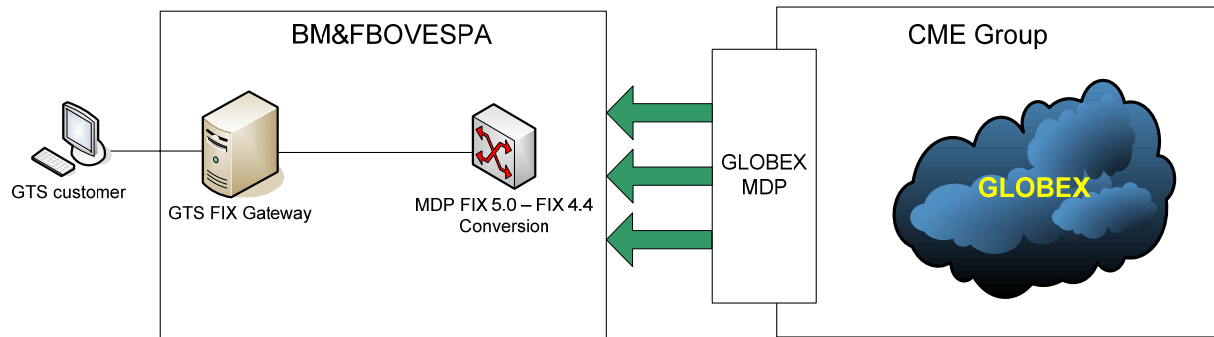 BM&FBOVESPA
CME Group
GTS customer
GTS FIX Gateway
MDP FIX 5.0 – FIX 4.4
Conversion
GLOBEX
MDP
GLOBEX